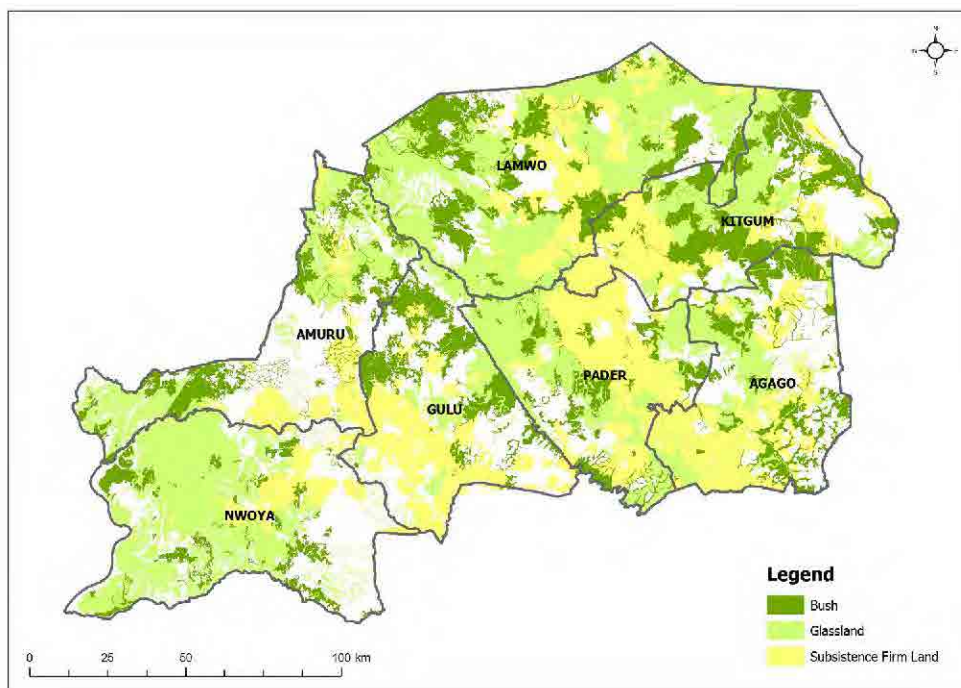 N
W E
S
LAMWO
KITGUM
AMURU
PADER
AGAGO
GULU
NWOYA
Legend
Bush
Glassland
Subsistence Firm Land
0 25 50 100 km